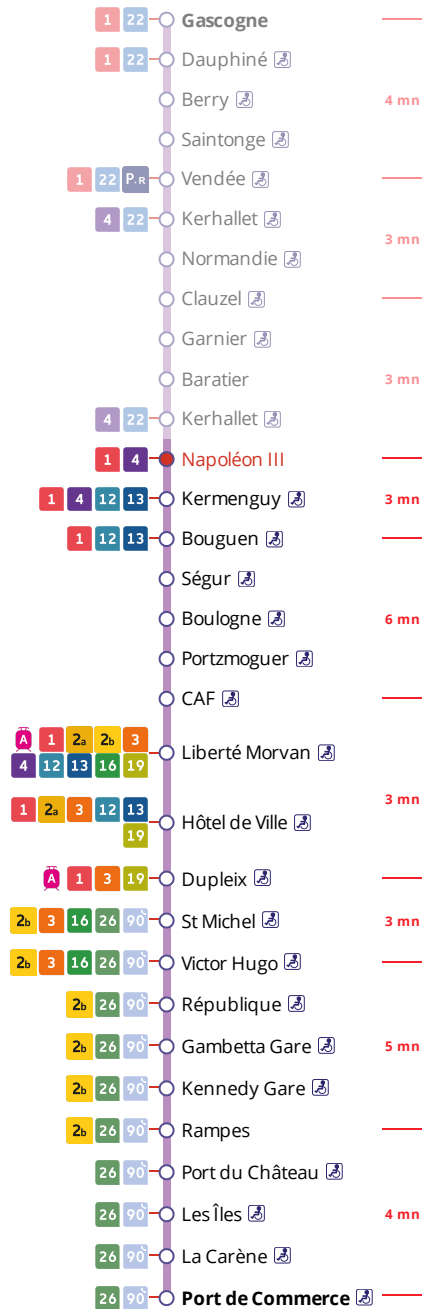 1 22 Gascogne
1 22 Dauphiné
Berry 4 mn
Saintonge
1 22 P+R Vendée
4 22 Kerhallet
3 mn
Normandie
Clauzel
Garnier
Baratier 3 mn
4 22 Kerhallet
1 4 Napoléon III
1 4 12 13 Kermenguy 3 mn
1 12 13 Bouguen
Ségur
Boulogne 6 mn
Portzmoguer
CAF
A 1 2a 2b 3
Liberté Morvan
4 12 13 16 19
3 mn
1 2a 3 12 13
Hôtel de Ville
19
A 1 3 19 Dupleix
2b 3 16 26 90 St Michel 3 mn
2b 3 16 26 90 Victor Hugo
2b 26 90 République
2b 26 90 Gambetta Gare 5 mn
2b 26 90 Kennedy Gare
2b 26 90 Rampes
26 90 Port du Château
26 90 Les Îles 4 mn
26 90 La Carène
26 90 Port de Commerce